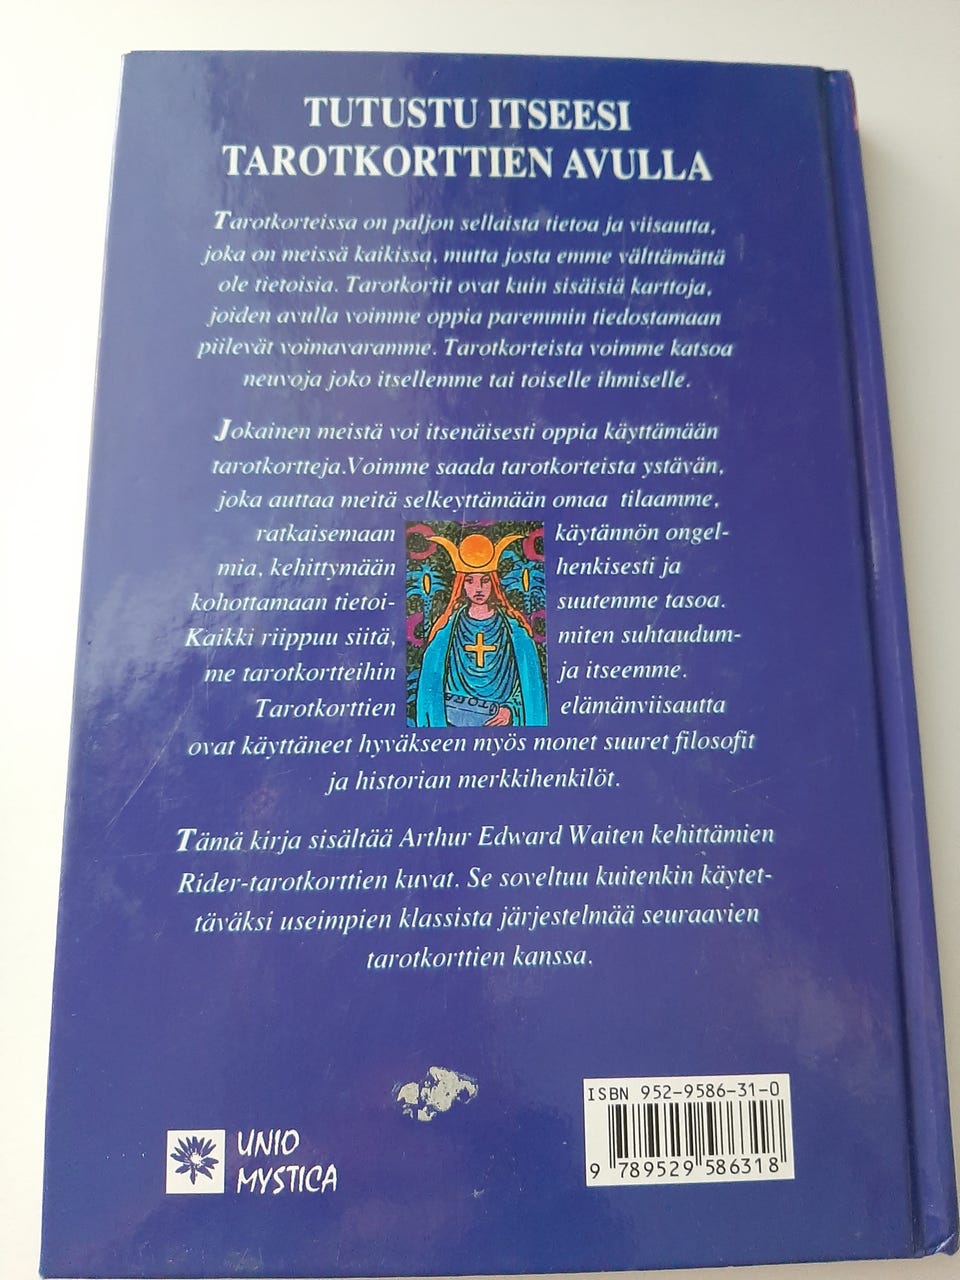 TUTUSTU ITSEESI
TAROTKORTTIEN AVULLA
Tarotkorteissa on paljon sellaista tietoa ja viisautta,
joka on meissä kaikissa, mutta josta emme välttämättä
ole tietoisia. Tarotkortit ovat kuin sisäisiä karttoja,
joiden avulla voimme oppia paremmin tiedostamaan
piilevät voimavaramme. Tarotkorteista voimme katsoa
neuvoja joko itsellemme tai toiselle ihmiselle.
Jokainen meistä voi itsenäisesti oppia käyttämään
tarotkortteja.Voimme saada tarotkorteista ystävän,
joka auttaa meitä selkeyttämään omaa tilaamme,
ratkaisemaan käytännön ongel-
mia, kehittymään henkisesti ja
kohottamaan tietoi- suutemme tasoa.
Kaikki riippuu siitä, miten suhtaudum-
me tarotkortteihin ja itseemme.
Tarotkorttien elämänviisautta
ovat käyttäneet hyväkseen myös monet suuret filosofit
ja historian merkkihenkilöt.
Tämä kirja sisältää Arthur Edward Waiten kehittämien
Rider-tarotkorttien kuvat. Se soveltuu kuitenkin käytet-
täväksi useimpien klassista järjestelmää seuraavien
tarotkorttien kanssa.
UNIO
MYSTICA
ISBN 952-9586-31-0
9 789529 586318